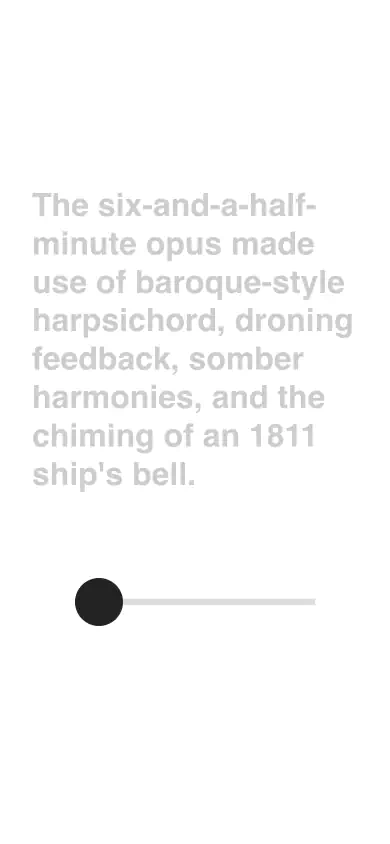 The six-and-a-half-
minute opus made
use of baroque-style
harpsichord, droning
feedback, somber
harmonies, and the
chiming of an 1811
ship's bell.